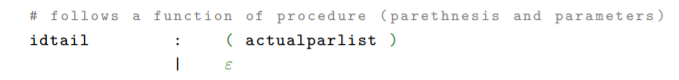 # follows a function of procedure (parethnesis and parameters)
idtail : ( actualparlist )
| ε